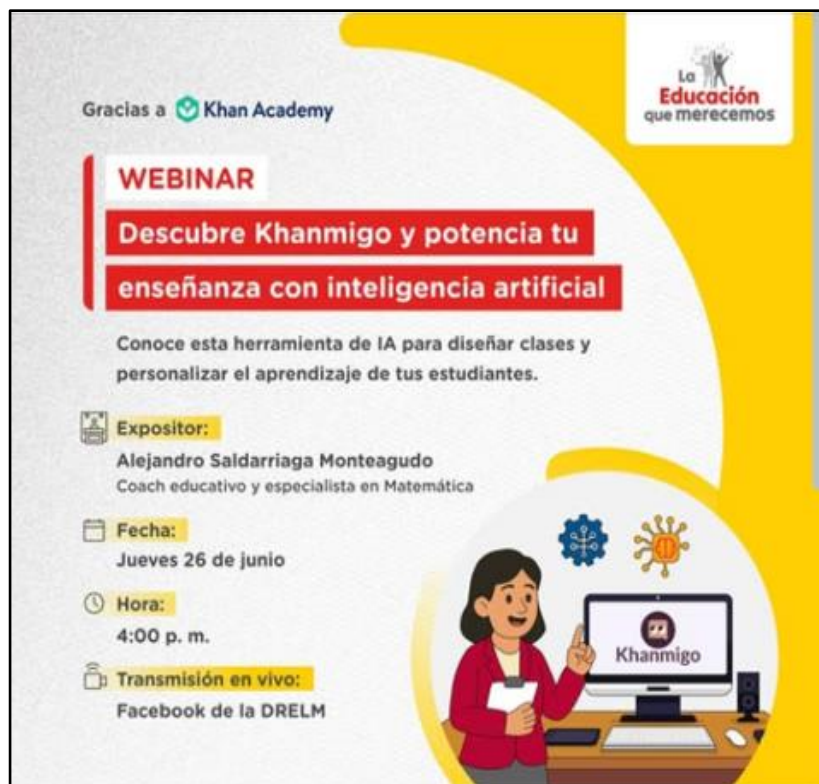 La
Educación
que merecemos
Gracias a Khan Academy
WEBINAR
Descubre Khanmigo y potencia tu
enseñanza con inteligencia artificial
Conoce esta herramienta de IA para diseñar clases y
personalizar el aprendizaje de tus estudiantes.
Expositor:
Alejandro Saldarriaga Monteagudo
Coach educativo y especialista en Matemática
Fecha:
Jueves 26 de junio
Hora:
4:00 p. m.
Transmisión en vivo:
Facebook de la DRELM
Khanmigo